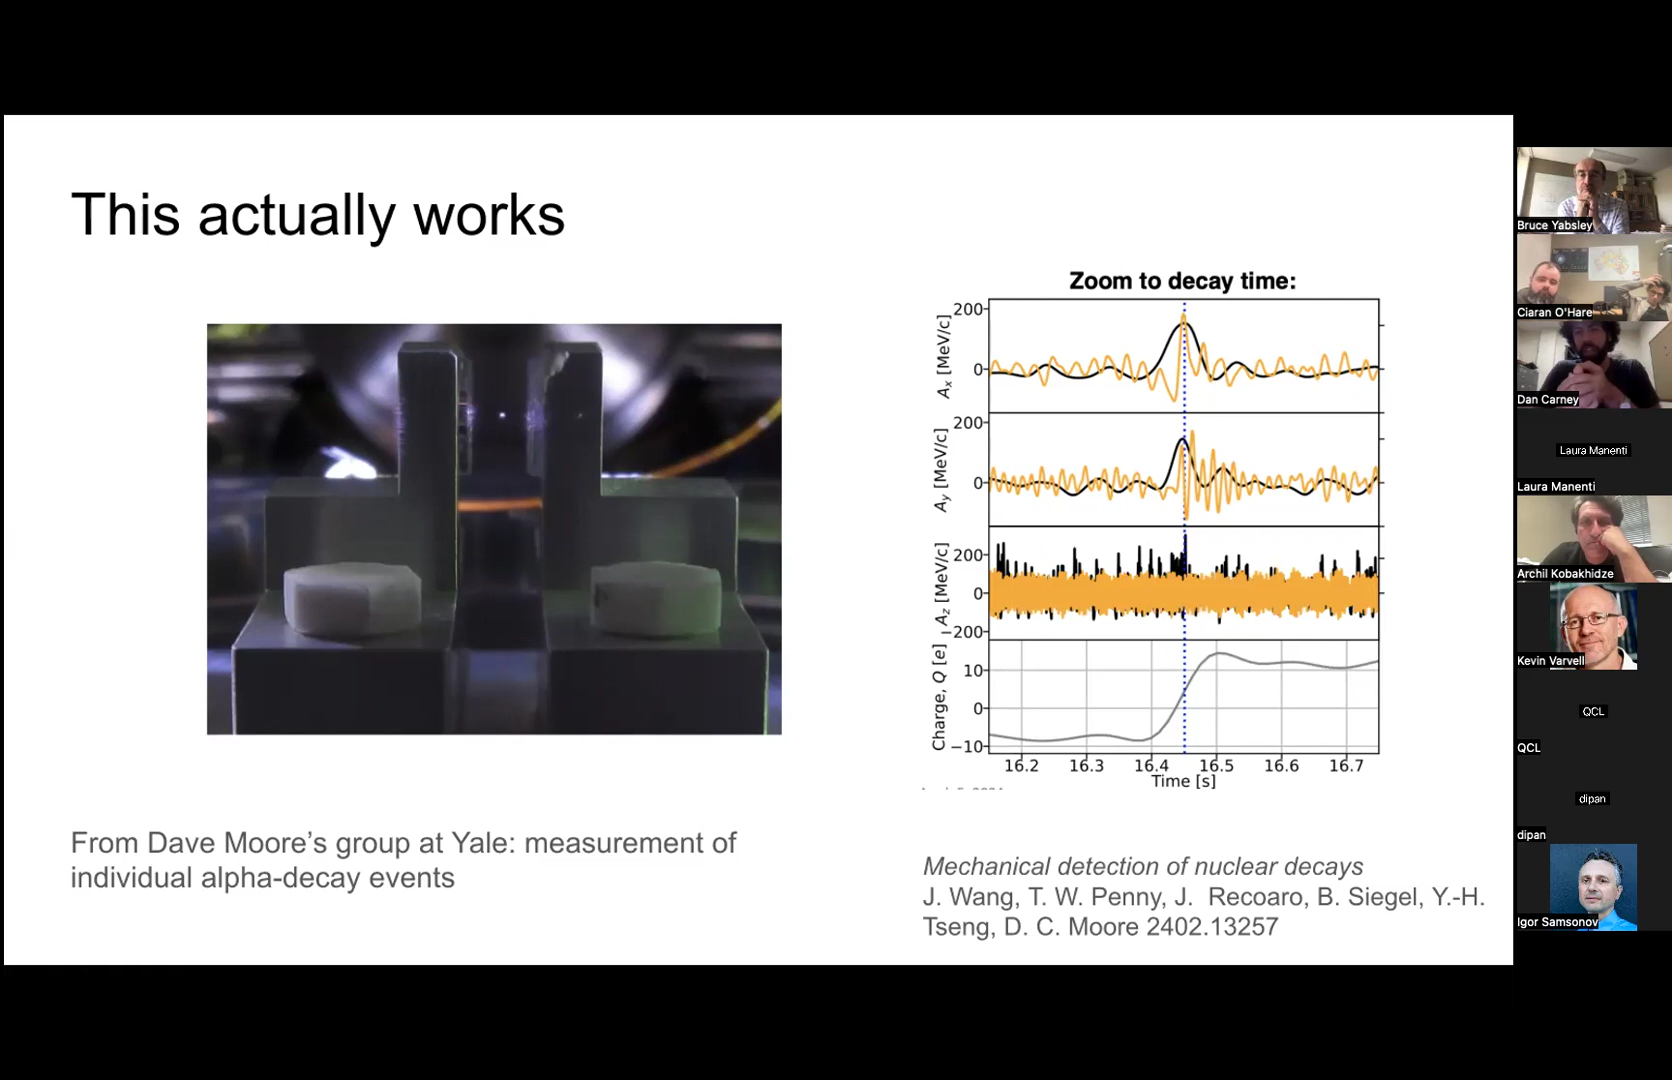 This actually works
Zoom to decay time:
200
0
Aₓ [MeV/c]
200
0
Aᵧ [MeV/c]
200
0
200
A_z [MeV/c]
10
0
−10
Charge, Q [e]
16.2 16.3 16.4 16.5 16.6 16.7
Time [s]
From Dave Moore’s group at Yale: measurement of
individual alpha-decay events
Mechanical detection of nuclear decays
J. Wang, T. W. Penny, J. Recoaro, B. Siegel, Y.-H.
Tseng, D. C. Moore 2402.13257
Bruce Yabsley
Ciaran O'Hare
Dan Carney
Laura Manenti
Laura Manenti
Archil Kobakhidze
Kevin Varvell
QCL
QCL
dipan
dipan
Igor Samsonov